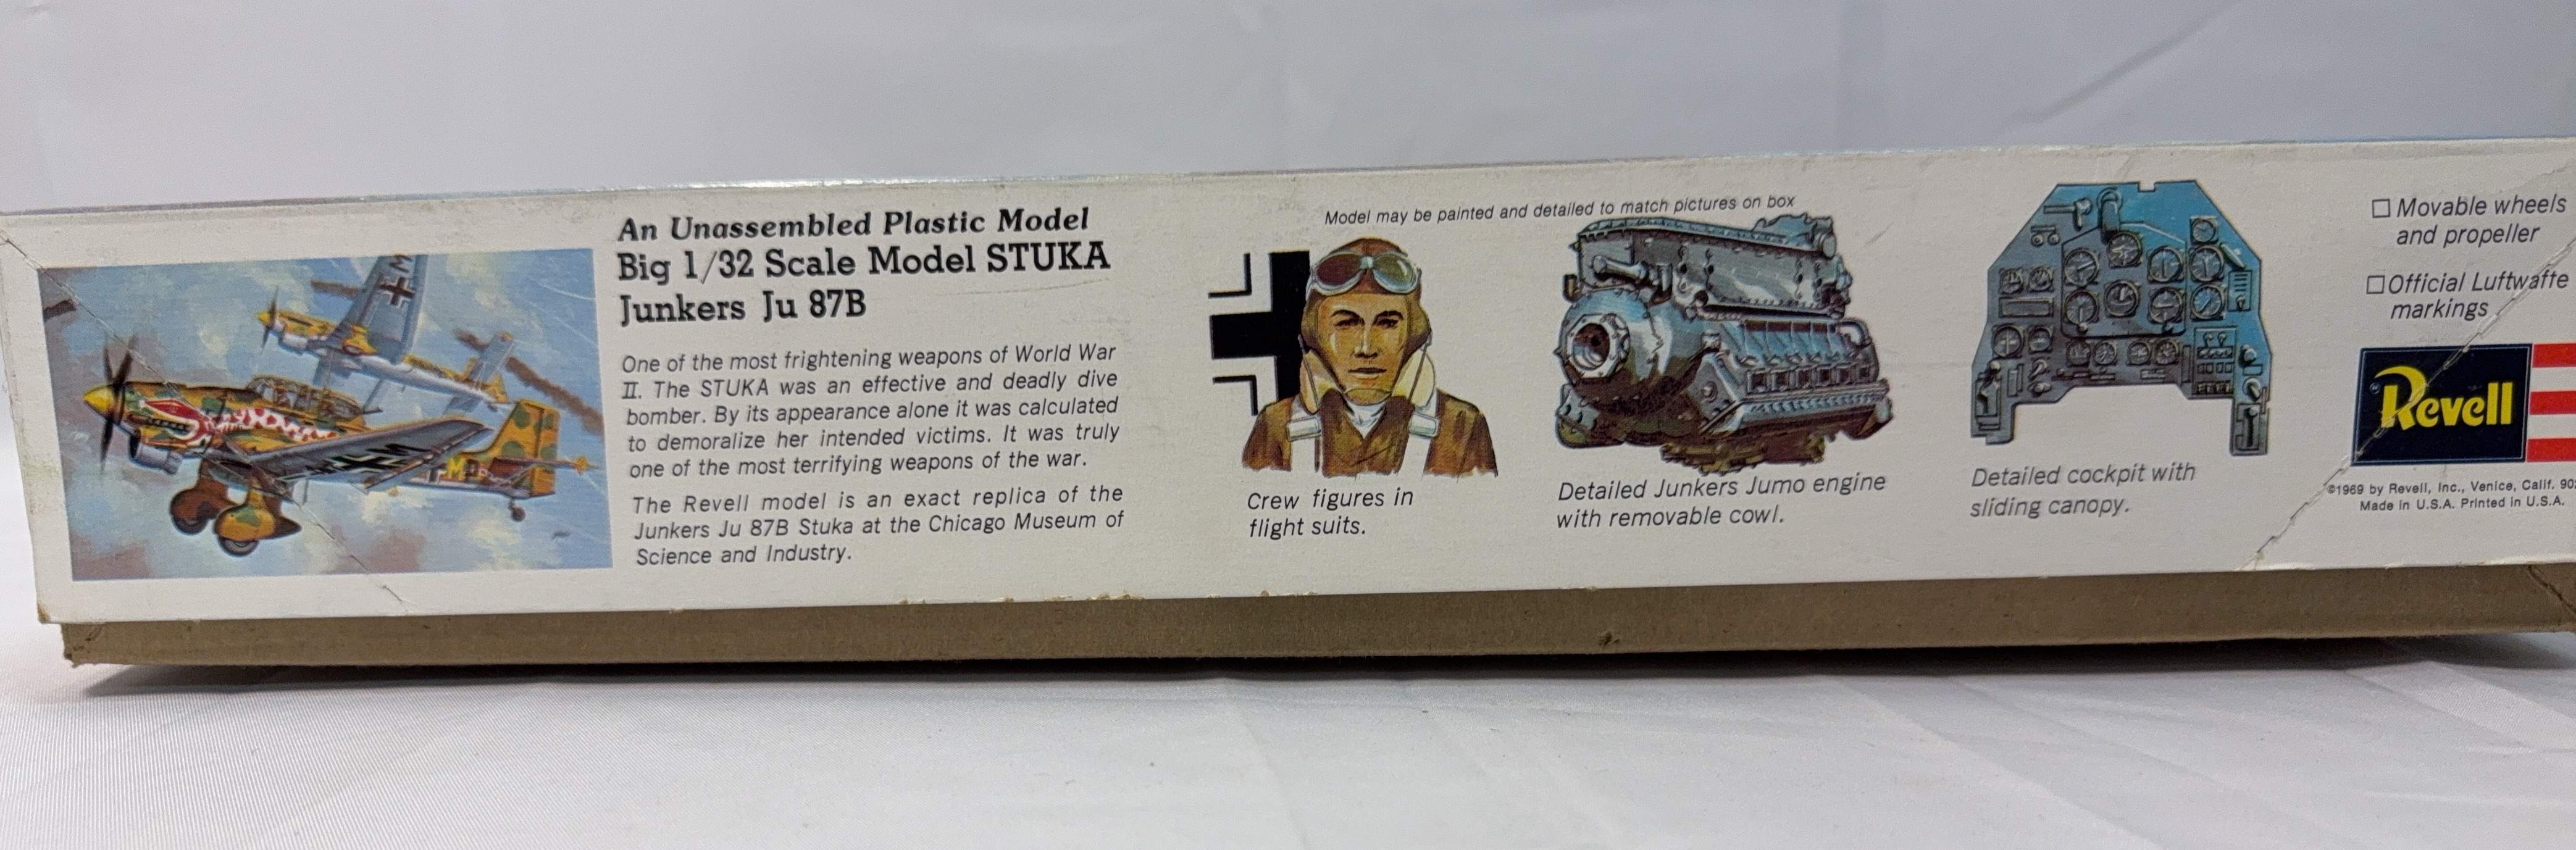 An Unassembled Plastic Model
Big 1/32 Scale Model STUKA
Junkers Ju 87B
One of the most frightening weapons of World War
II. The STUKA was an effective and deadly dive
bomber. By its appearance alone it was calculated
to demoralize her intended victims. It was truly
one of the most terrifying weapons of the war.
The Revell model is an exact replica of the
Junkers Ju 87B Stuka at the Chicago Museum of
Science and Industry.
Model may be painted and detailed to match pictures on box
Crew figures in
flight suits.
Detailed Junkers Jumo engine
with removable cowl.
Detailed cockpit with
sliding canopy.
Movable wheels
and propeller
Official Luftwaffe
markings
Revell
©1969 by Revell, Inc., Venice, Calif.
Made in U.S.A. Printed in U.S.A.
M
M
M